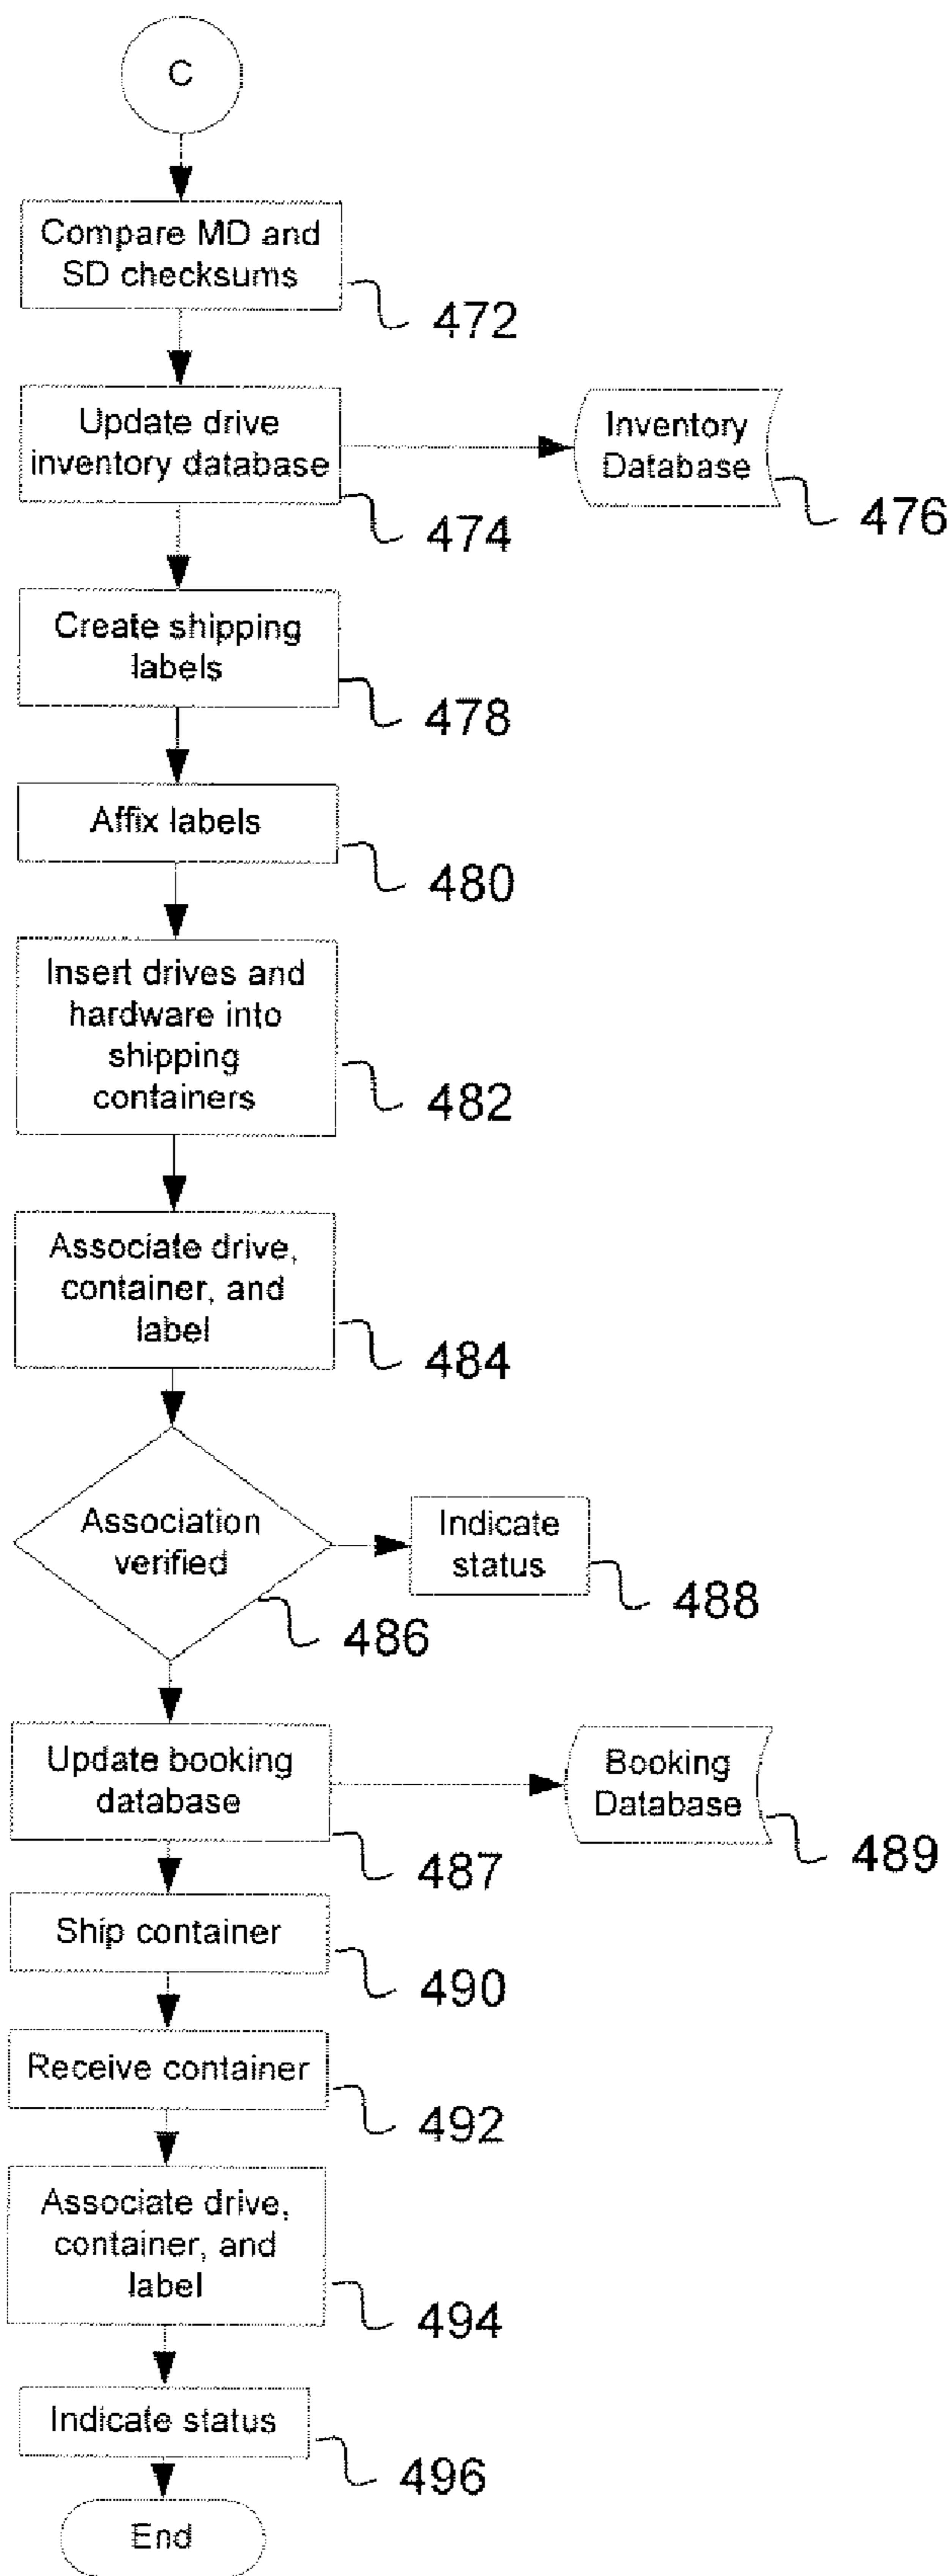 C
Compare MD and
SD checksums
472
Update drive
inventory database
474
Inventory
Database
476
Create shipping
labels
478
Affix labels
480
Insert drives and
hardware into
shipping
containers
482
Associate drive,
container, and
label
484
Association
verified
486
Indicate
status
488
Update booking
database
487
Booking
Database
489
Ship container
490
Receive container
492
Associate drive,
container, and
label
494
Indicate status
496
End